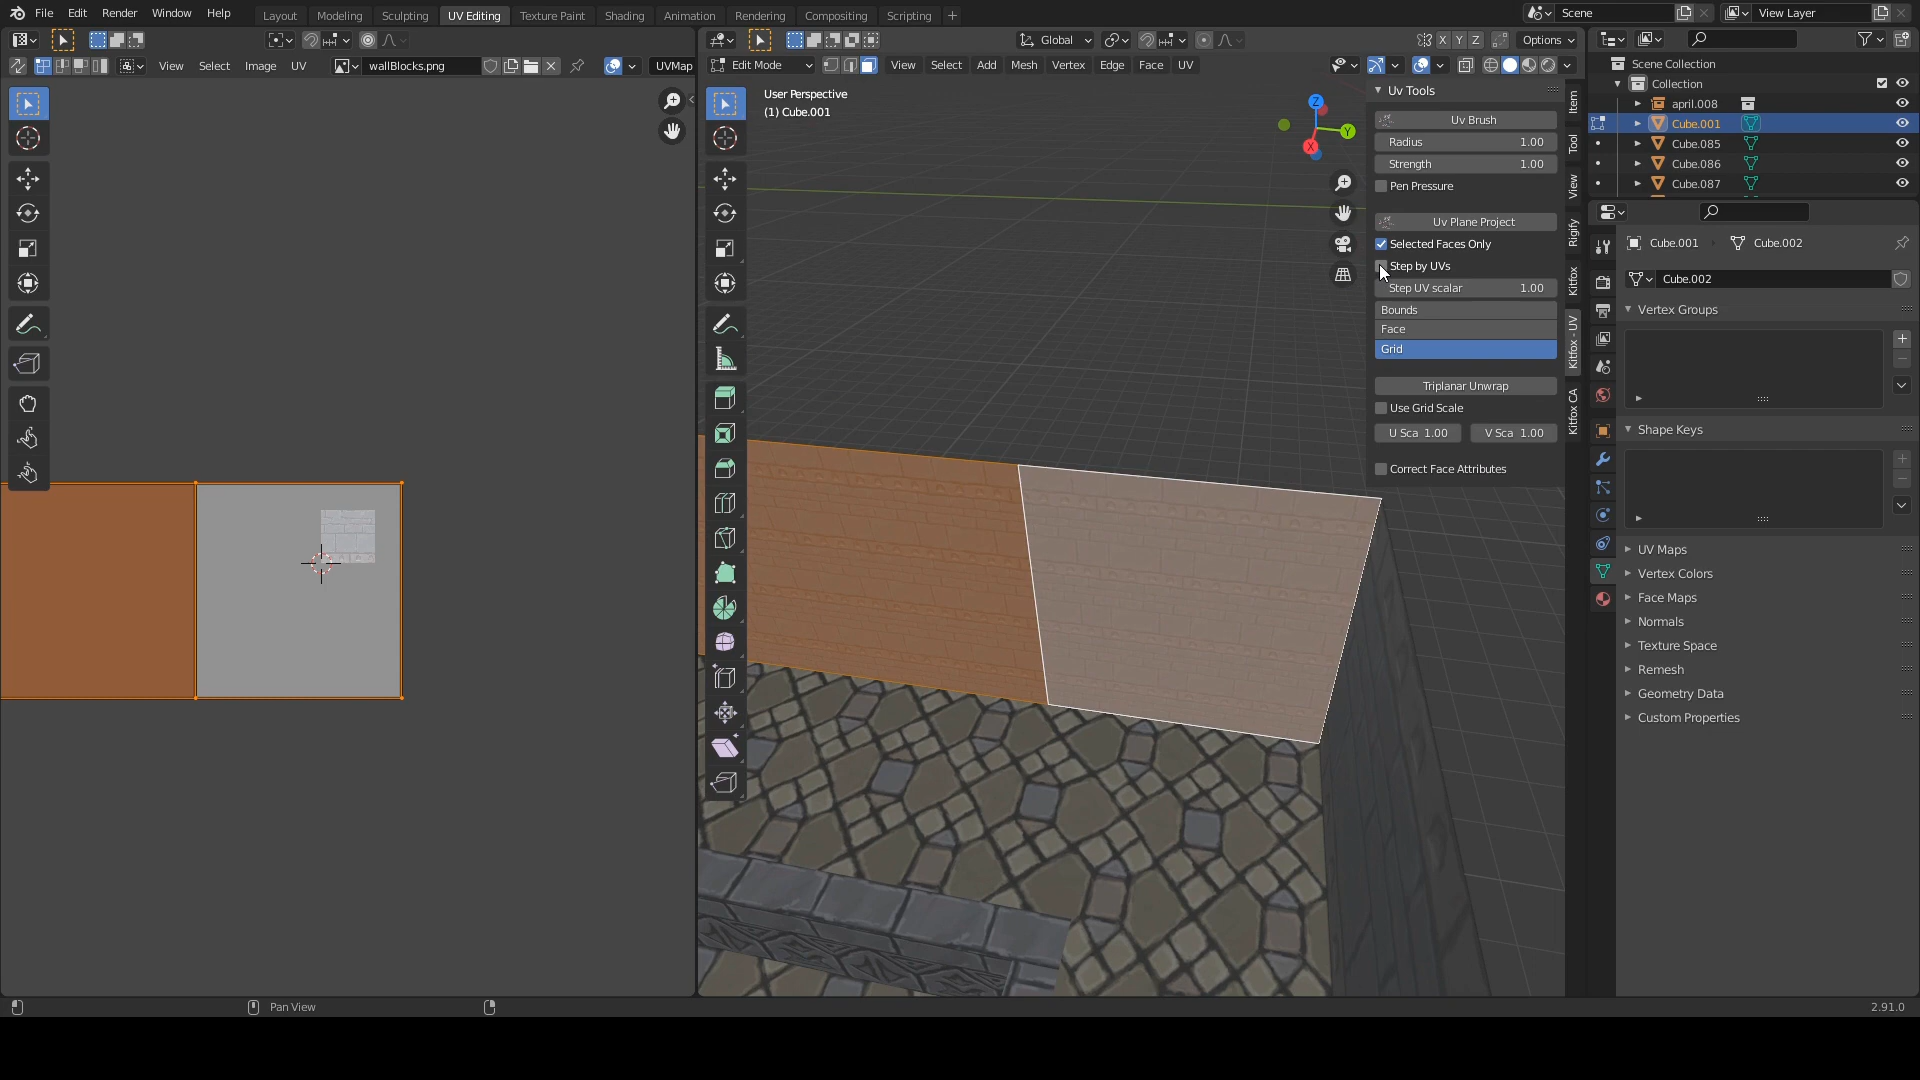 File Edit Render Window Help Layout Modeling Sculpting UV Editing Texture Paint Shading Animation Rendering Compositing Scripting + Scene View Layer
Global X Y Z Options
View Select Image UV wallBlocks.png UVMap Edit Mode View Select Add Mesh Vertex Edge Face UV
User Perspective
(1) Cube.001
Z
Y
X
Uv Tools
Uv Brush
Radius 1.00
Strength 1.00
Pen Pressure
Uv Plane Project
Selected Faces Only
Step by UVs
Step UV scalar 1.00
Bounds
Face
Grid
Triplanar Unwrap
Use Grid Scale
U Sca 1.00 V Sca 1.00
Correct Face Attributes
Item
Tool
View
Rigify
Kitfox
Kitfox - UV
Kitfox CA
Scene Collection
Collection
april.008
Cube.001
Cube.085
Cube.086
Cube.087
Cube.001 Cube.002
Cube.002
Vertex Groups
Shape Keys
UV Maps
Vertex Colors
Face Maps
Normals
Texture Space
Remesh
Geometry Data
Custom Properties
Pan View 2.91.0